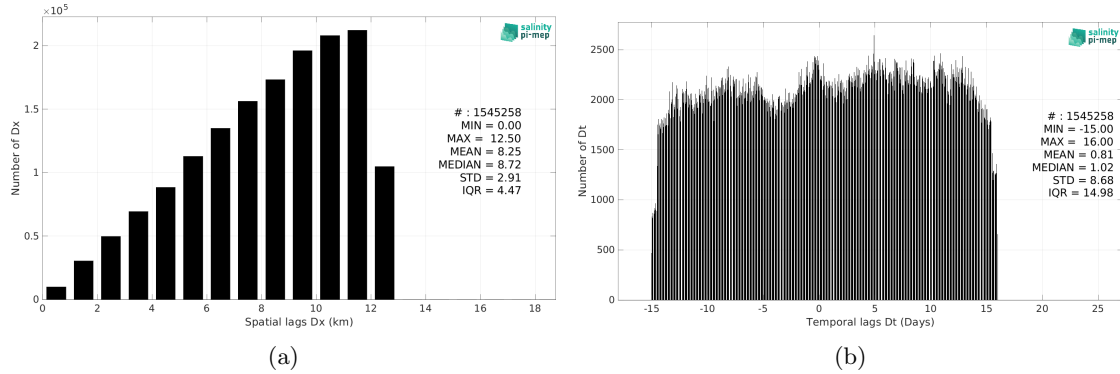 ×10⁵
2
1.5
1
0.5
0
Number of Dx
0 2 4 6 8 10 12 14 16 18
Spatial lags Dx (km)
salinity
pi-mep
# : 1545258
MIN = 0.00
MAX = 12.50
MEAN = 8.25
MEDIAN = 8.72
STD = 2.91
IQR = 4.47
(a)
2500
2000
1500
1000
500
0
Number of Dt
-15 -10 -5 0 5 10 15 20 25
Temporal lags Dt (Days)
salinity
pi-mep
# : 1545258
MIN = -15.00
MAX = 16.00
MEAN = 0.81
MEDIAN = 1.02
STD = 8.68
IQR = 14.98
(b)